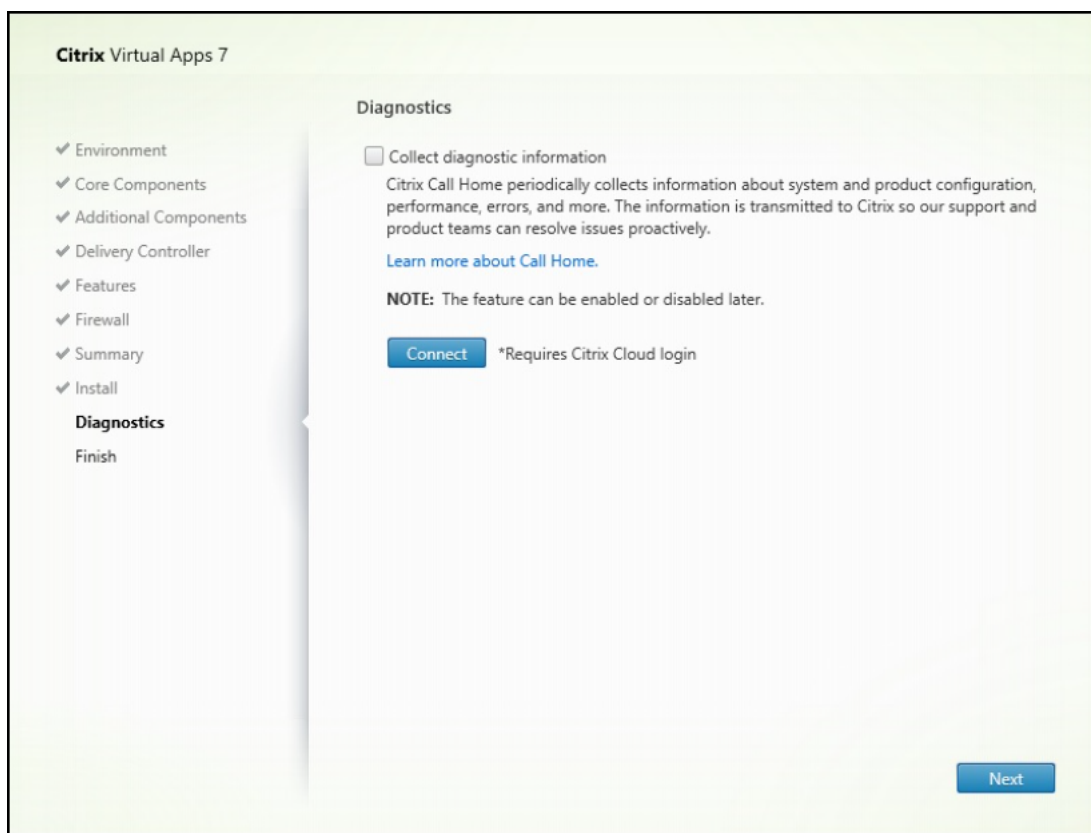 Citrix Virtual Apps 7
Environment
Core Components
Additional Components
Delivery Controller
Features
Firewall
Summary
Install
Diagnostics
Finish
Diagnostics
Collect diagnostic information
Citrix Call Home periodically collects information about system and product configuration,
performance, errors, and more. The information is transmitted to Citrix so our support and
product teams can resolve issues proactively.
Learn more about Call Home.
NOTE: The feature can be enabled or disabled later.
Connect *Requires Citrix Cloud login
Next